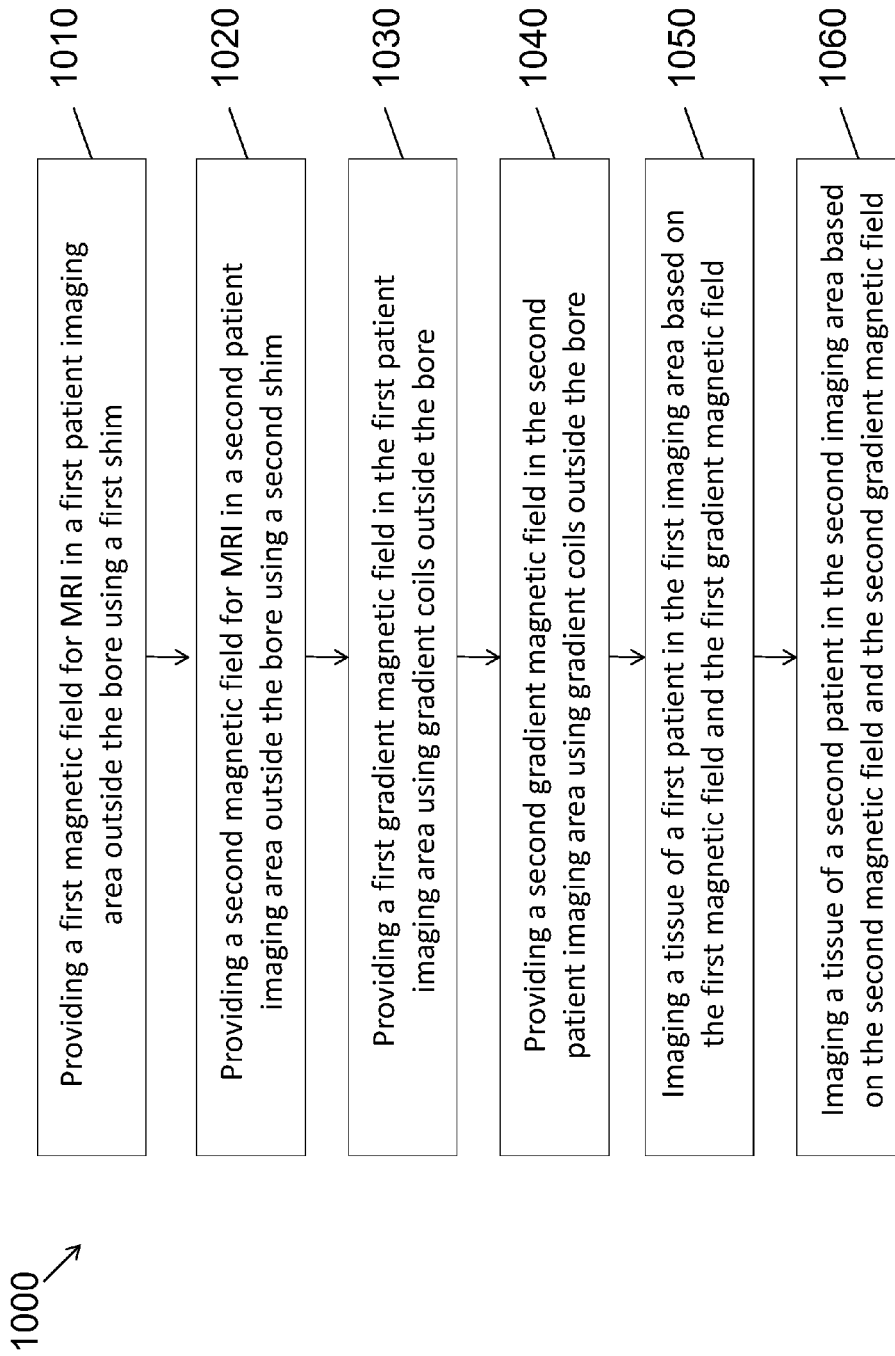 1000
Providing a first magnetic field for MRI in a first patient imaging
area outside the bore using a first shim
1010
Providing a second magnetic field for MRI in a second patient
imaging area outside the bore using a second shim
1020
Providing a first gradient magnetic field in the first patient
imaging area using gradient coils outside the bore
1030
Providing a second gradient magnetic field in the second
patient imaging area using gradient coils outside the bore
1040
Imaging a tissue of a first patient in the first imaging area based on
the first magnetic field and the first gradient magnetic field
1050
Imaging a tissue of a second patient in the second imaging area based
on the second magnetic field and the second gradient magnetic field
1060